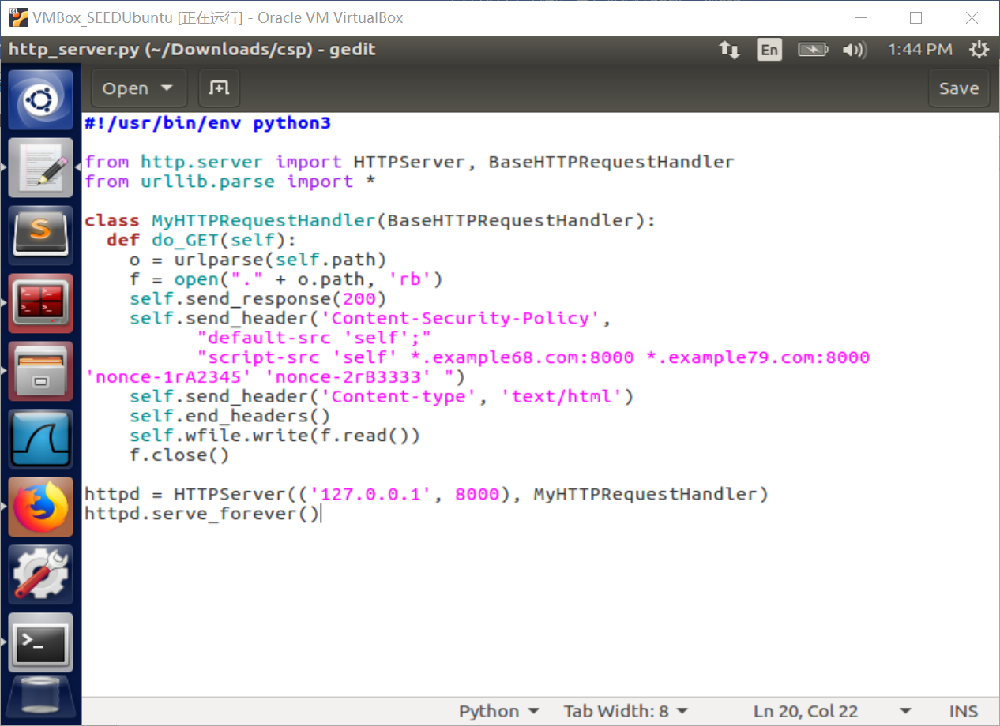 VMBox_SEEDUbuntu [正在运行] - Oracle VM VirtualBox
http_server.py (~/Downloads/csp) - gedit
En
1:44 PM
Open
Save
#!/usr/bin/env python3
from http.server import HTTPServer, BaseHTTPRequestHandler
from urllib.parse import *
class MyHTTPRequestHandler(BaseHTTPRequestHandler):
  def do_GET(self):
    o = urlparse(self.path)
    f = open("." + o.path, 'rb')
    self.send_response(200)
    self.send_header('Content-Security-Policy',
          "default-src 'self';"
          "script-src 'self' *.example68.com:8000 *.example79.com:8000
'nonce-1rA2345' 'nonce-2rB3333' ")
    self.send_header('Content-type', 'text/html')
    self.end_headers()
    self.wfile.write(f.read())
    f.close()
httpd = HTTPServer(('127.0.0.1', 8000), MyHTTPRequestHandler)
httpd.serve_forever()
Python
Tab Width: 8
Ln 20, Col 22
INS